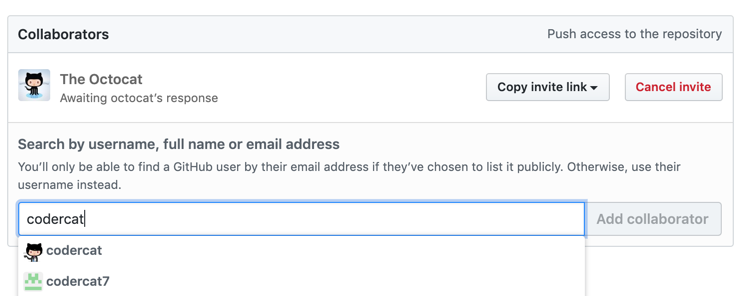 Collaborators
Push access to the repository
The Octocat
Awaiting octocat's response
Copy invite link
Cancel invite
Search by username, full name or email address
You'll only be able to find a GitHub user by their email address if they've chosen to list it publicly. Otherwise, use their
username instead.
codercat
Add collaborator
codercat
codercat7